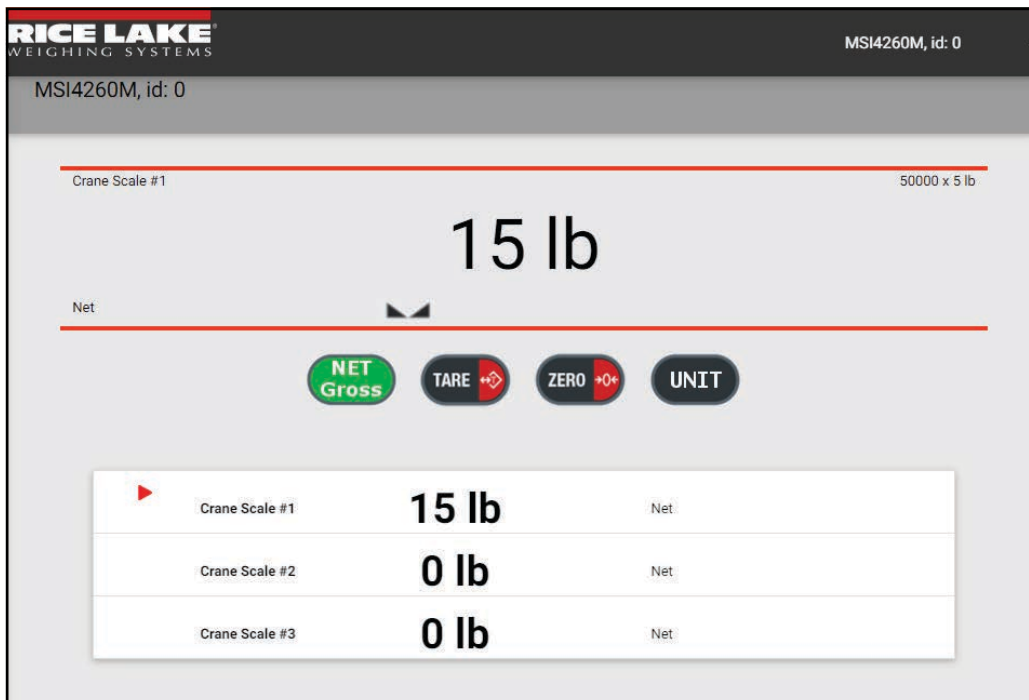 RICE LAKE®
WEIGHING SYSTEMS
MSI4260M, id: 0
MSI4260M, id: 0
Crane Scale #1 50000 x 5 lb
15 lb
Net
NET Gross TARE →T← ZERO →0← UNIT
Crane Scale #1 15 lb Net
Crane Scale #2 0 lb Net
Crane Scale #3 0 lb Net